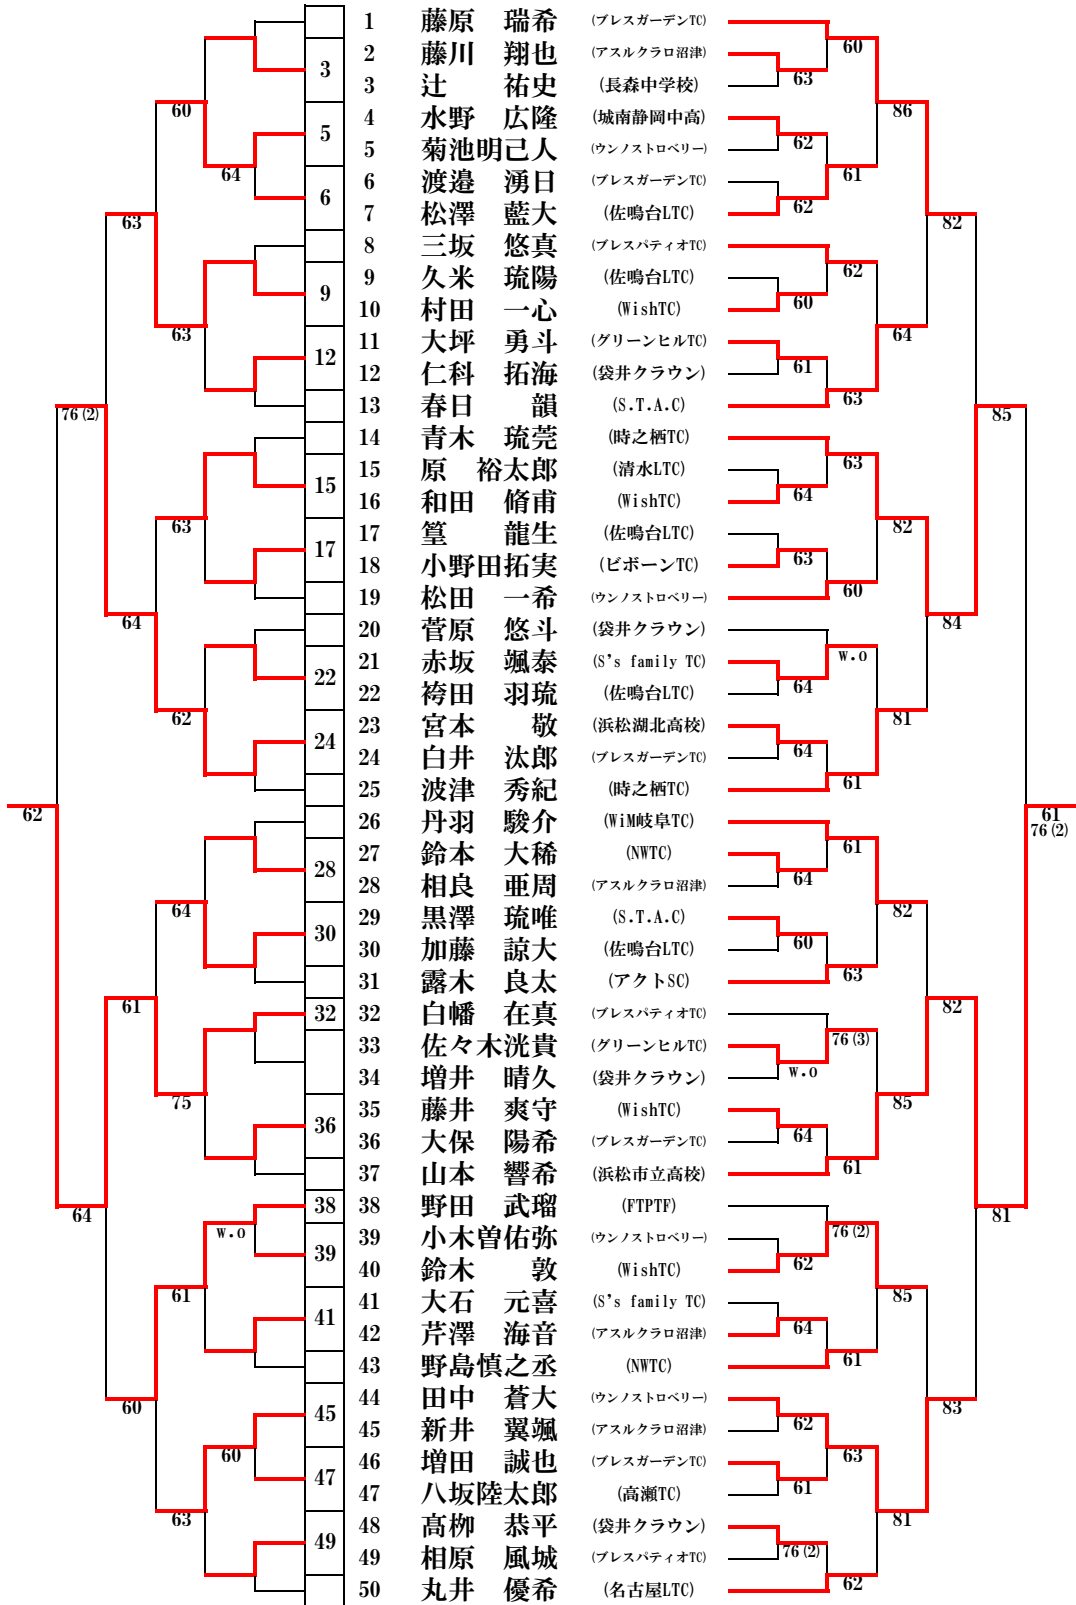 1 藤原 瑞希 (ブレスガーデンTC)
60
2 藤川 翔也 (アスルクラロ沼津)
3 63
3 辻 祐史 (長森中学校)
60 86
4 水野 広隆 (城南静岡中高)
5 62
5 菊池明己人 (ウンノストロベリー)
64 61
6 渡邉 湧日 (ブレスガーデンTC)
6 62
7 松澤 藍大 (佐鳴台LTC)
63 82
8 三坂 悠真 (ブレスパティオTC)
62
9 久米 琉陽 (佐鳴台LTC)
9 60
10 村田 一心 (WishTC)
63 64
11 大坪 勇斗 (グリーンヒルTC)
12 61
12 仁科 拓海 (袋井クラウン)
63
13 春日 韻 (S.T.A.C)
76(2) 85
14 青木 琉莞 (時之栖TC)
63
15 原 裕太郎 (清水LTC)
15 64
16 和田 脩甫 (WishTC)
63 82
17 篁 龍生 (佐鳴台LTC)
17 63
18 小野田拓実 (ビボーンTC)
60
19 松田 一希 (ウンノストロベリー)
64 84
20 菅原 悠斗 (袋井クラウン)
w.o
21 赤坂 颯泰 (S's family TC)
22 64
22 袴田 羽琉 (佐鳴台LTC)
62 81
23 宮本 敬 (浜松湖北高校)
24 64
24 白井 汰郎 (ブレスガーデンTC)
61
25 波津 秀紀 (時之栖TC)
62 61
76(2)
26 丹羽 駿介 (WiM岐阜TC)
61
27 鈴本 大稀 (NWTC)
28 64
28 相良 亜周 (アスルクラロ沼津)
64 82
29 黒澤 琉唯 (S.T.A.C)
30 60
30 加藤 諒大 (佐鳴台LTC)
63
31 露木 良太 (アクトSC)
61 82
32 32 白幡 在真 (ブレスパティオTC)
76(3)
33 佐々木洸貴 (グリーンヒルTC)
w.o
34 増井 晴久 (袋井クラウン)
75 85
35 藤井 爽守 (WishTC)
36 64
36 大保 陽希 (ブレスガーデンTC)
61
37 山本 響希 (浜松市立高校)
64 81
38 38 野田 武瑠 (FTPTF)
w.o 76(2)
39 小木曽佑弥 (ウンノストロベリー)
39 62
40 鈴木 敦 (WishTC)
61 85
41 大石 元喜 (S's family TC)
41 64
42 芹澤 海音 (アスルクラロ沼津)
61
43 野島慎之丞 (NWTC)
60 83
44 田中 蒼大 (ウンノストロベリー)
45 62
45 新井 翼颯 (アスルクラロ沼津)
60 63
46 増田 誠也 (ブレスガーデンTC)
47 61
47 八坂陸太郎 (高瀬TC)
63 81
48 髙栁 恭平 (袋井クラウン)
49 76(2)
49 相原 風城 (ブレスパティオTC)
62
50 丸井 優希 (名古屋LTC)